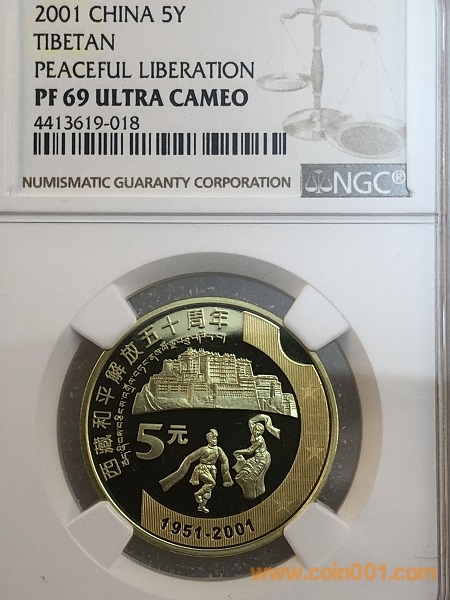 2001 CHINA 5Y
TIBETAN
PEACEFUL LIBERATION
PF 69 ULTRA CAMEO
4413619-018
NUMISMATIC GUARANTY CORPORATION
NGC®
西藏和平解放五十周年
5元
1951-2001
www.coin001.com